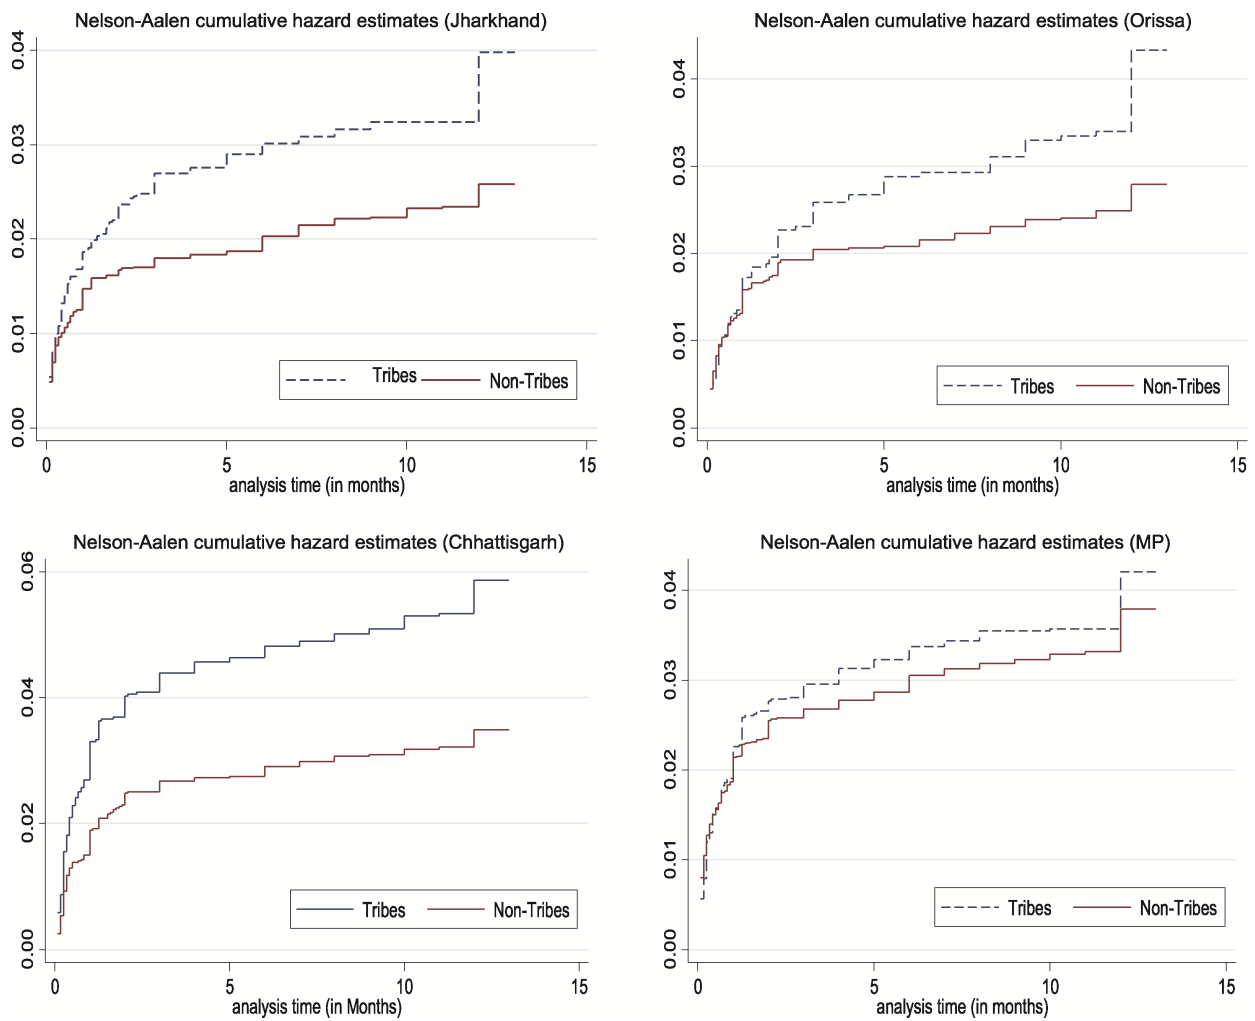 Nelson-Aalen cumulative hazard estimates (Jharkhand)
0.04
0.03
0.02
0.01
0.00
Tribes Non-Tribes
0 5 10 15
analysis time (in months)
Nelson-Aalen cumulative hazard estimates (Orissa)
0.04
0.03
0.02
0.01
0.00
Tribes Non-Tribes
0 5 10 15
analysis time (in months)
Nelson-Aalen cumulative hazard estimates (Chhattisgarh)
0.06
0.04
0.02
0.00
Tribes Non-Tribes
0 5 10 15
analysis time (in Months)
Nelson-Aalen cumulative hazard estimates (MP)
0.04
0.03
0.02
0.01
0.00
Tribes Non-Tribes
0 5 10 15
analysis time (in months)